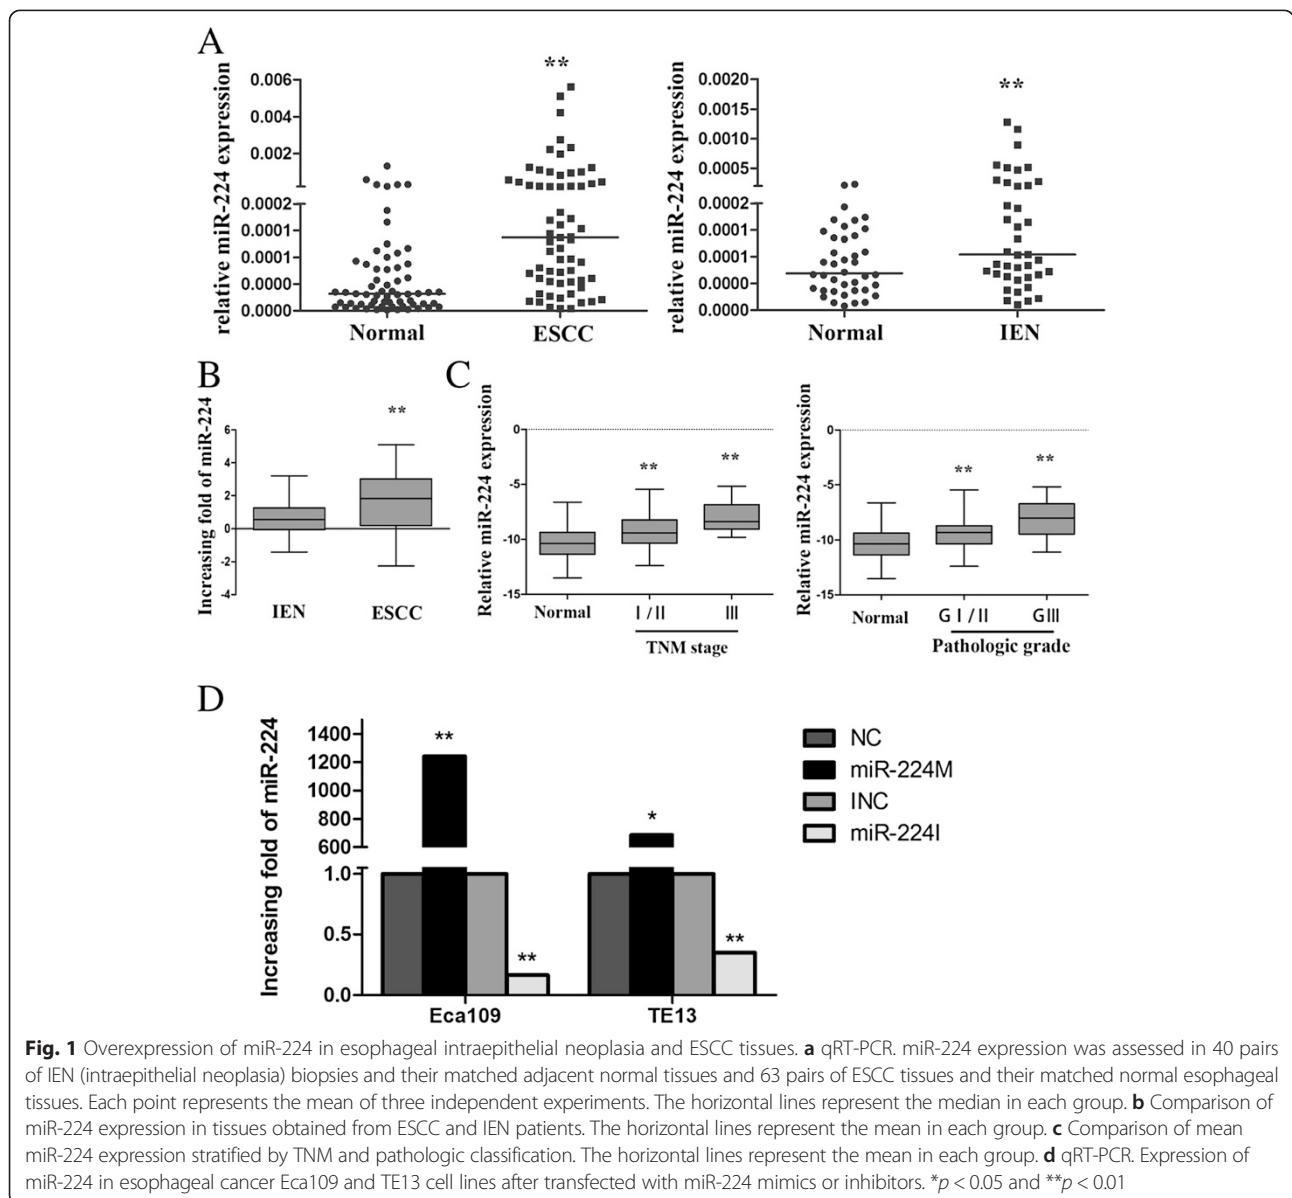 A
relative miR-224 expression
0.006
0.004
0.002
0.0002
0.0001
0.0001
0.0000
0.0000
**
Normal
ESCC
relative miR-224 expression
0.0020
0.0015
0.0010
0.0005
0.0002
0.0001
0.0001
0.0000
0.0000
**
Normal
IEN
B
Increasing fold of miR-224
6
4
2
0
-2
-4
**
IEN
ESCC
C
Relative miR-224 expression
0
-5
-10
-15
**
**
Normal
I / II
III
TNM stage
Relative miR-224 expression
0
-5
-10
-15
**
**
Normal
G I / II
GIII
Pathologic grade
D
Increasing fold of miR-224
1400
1200
1000
800
600
1.0
0.5
0.0
**
**
*
**
Eca109
TE13
NC
miR-224M
INC
miR-224I
Fig. 1 Overexpression of miR-224 in esophageal intraepithelial neoplasia and ESCC tissues. a qRT-PCR. miR-224 expression was assessed in 40 pairs
of IEN (intraepithelial neoplasia) biopsies and their matched adjacent normal tissues and 63 pairs of ESCC tissues and their matched normal esophageal
tissues. Each point represents the mean of three independent experiments. The horizontal lines represent the median in each group. b Comparison of
miR-224 expression in tissues obtained from ESCC and IEN patients. The horizontal lines represent the mean in each group. c Comparison of mean
miR-224 expression stratified by TNM and pathologic classification. The horizontal lines represent the mean in each group. d qRT-PCR. Expression of
miR-224 in esophageal cancer Eca109 and TE13 cell lines after transfected with miR-224 mimics or inhibitors. *p < 0.05 and **p < 0.01